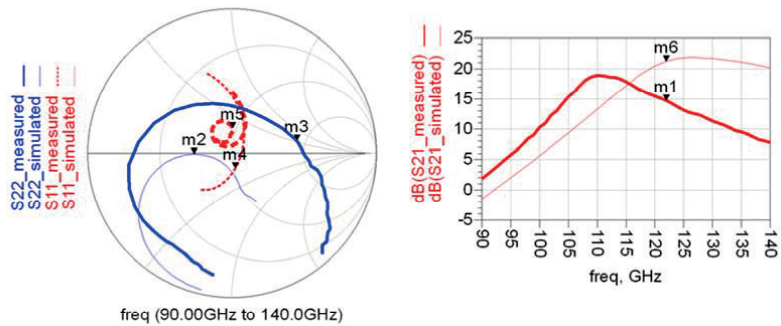 S22_measured
S22_simulated
S11_measured
S11_simulated
m5
m3
m2
m4
freq (90.00GHz to 140.0GHz)
dB(S21_measured)
dB(S21_simulated)
25
20
15
10
5
0
-5
m6
m1
90
95
100
105
110
115
120
125
130
135
140
freq, GHz